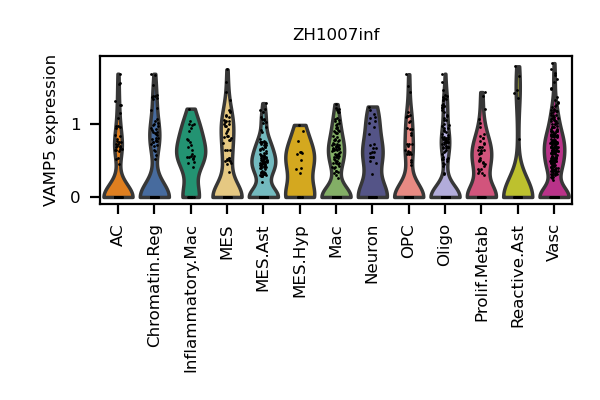 ZH1007inf
VAMP5 expression
1
0
AC
Chromatin.Reg
Inflammatory.Mac
MES
MES.Ast
MES.Hyp
Mac
Neuron
OPC
Oligo
Prolif.Metab
Reactive.Ast
Vasc